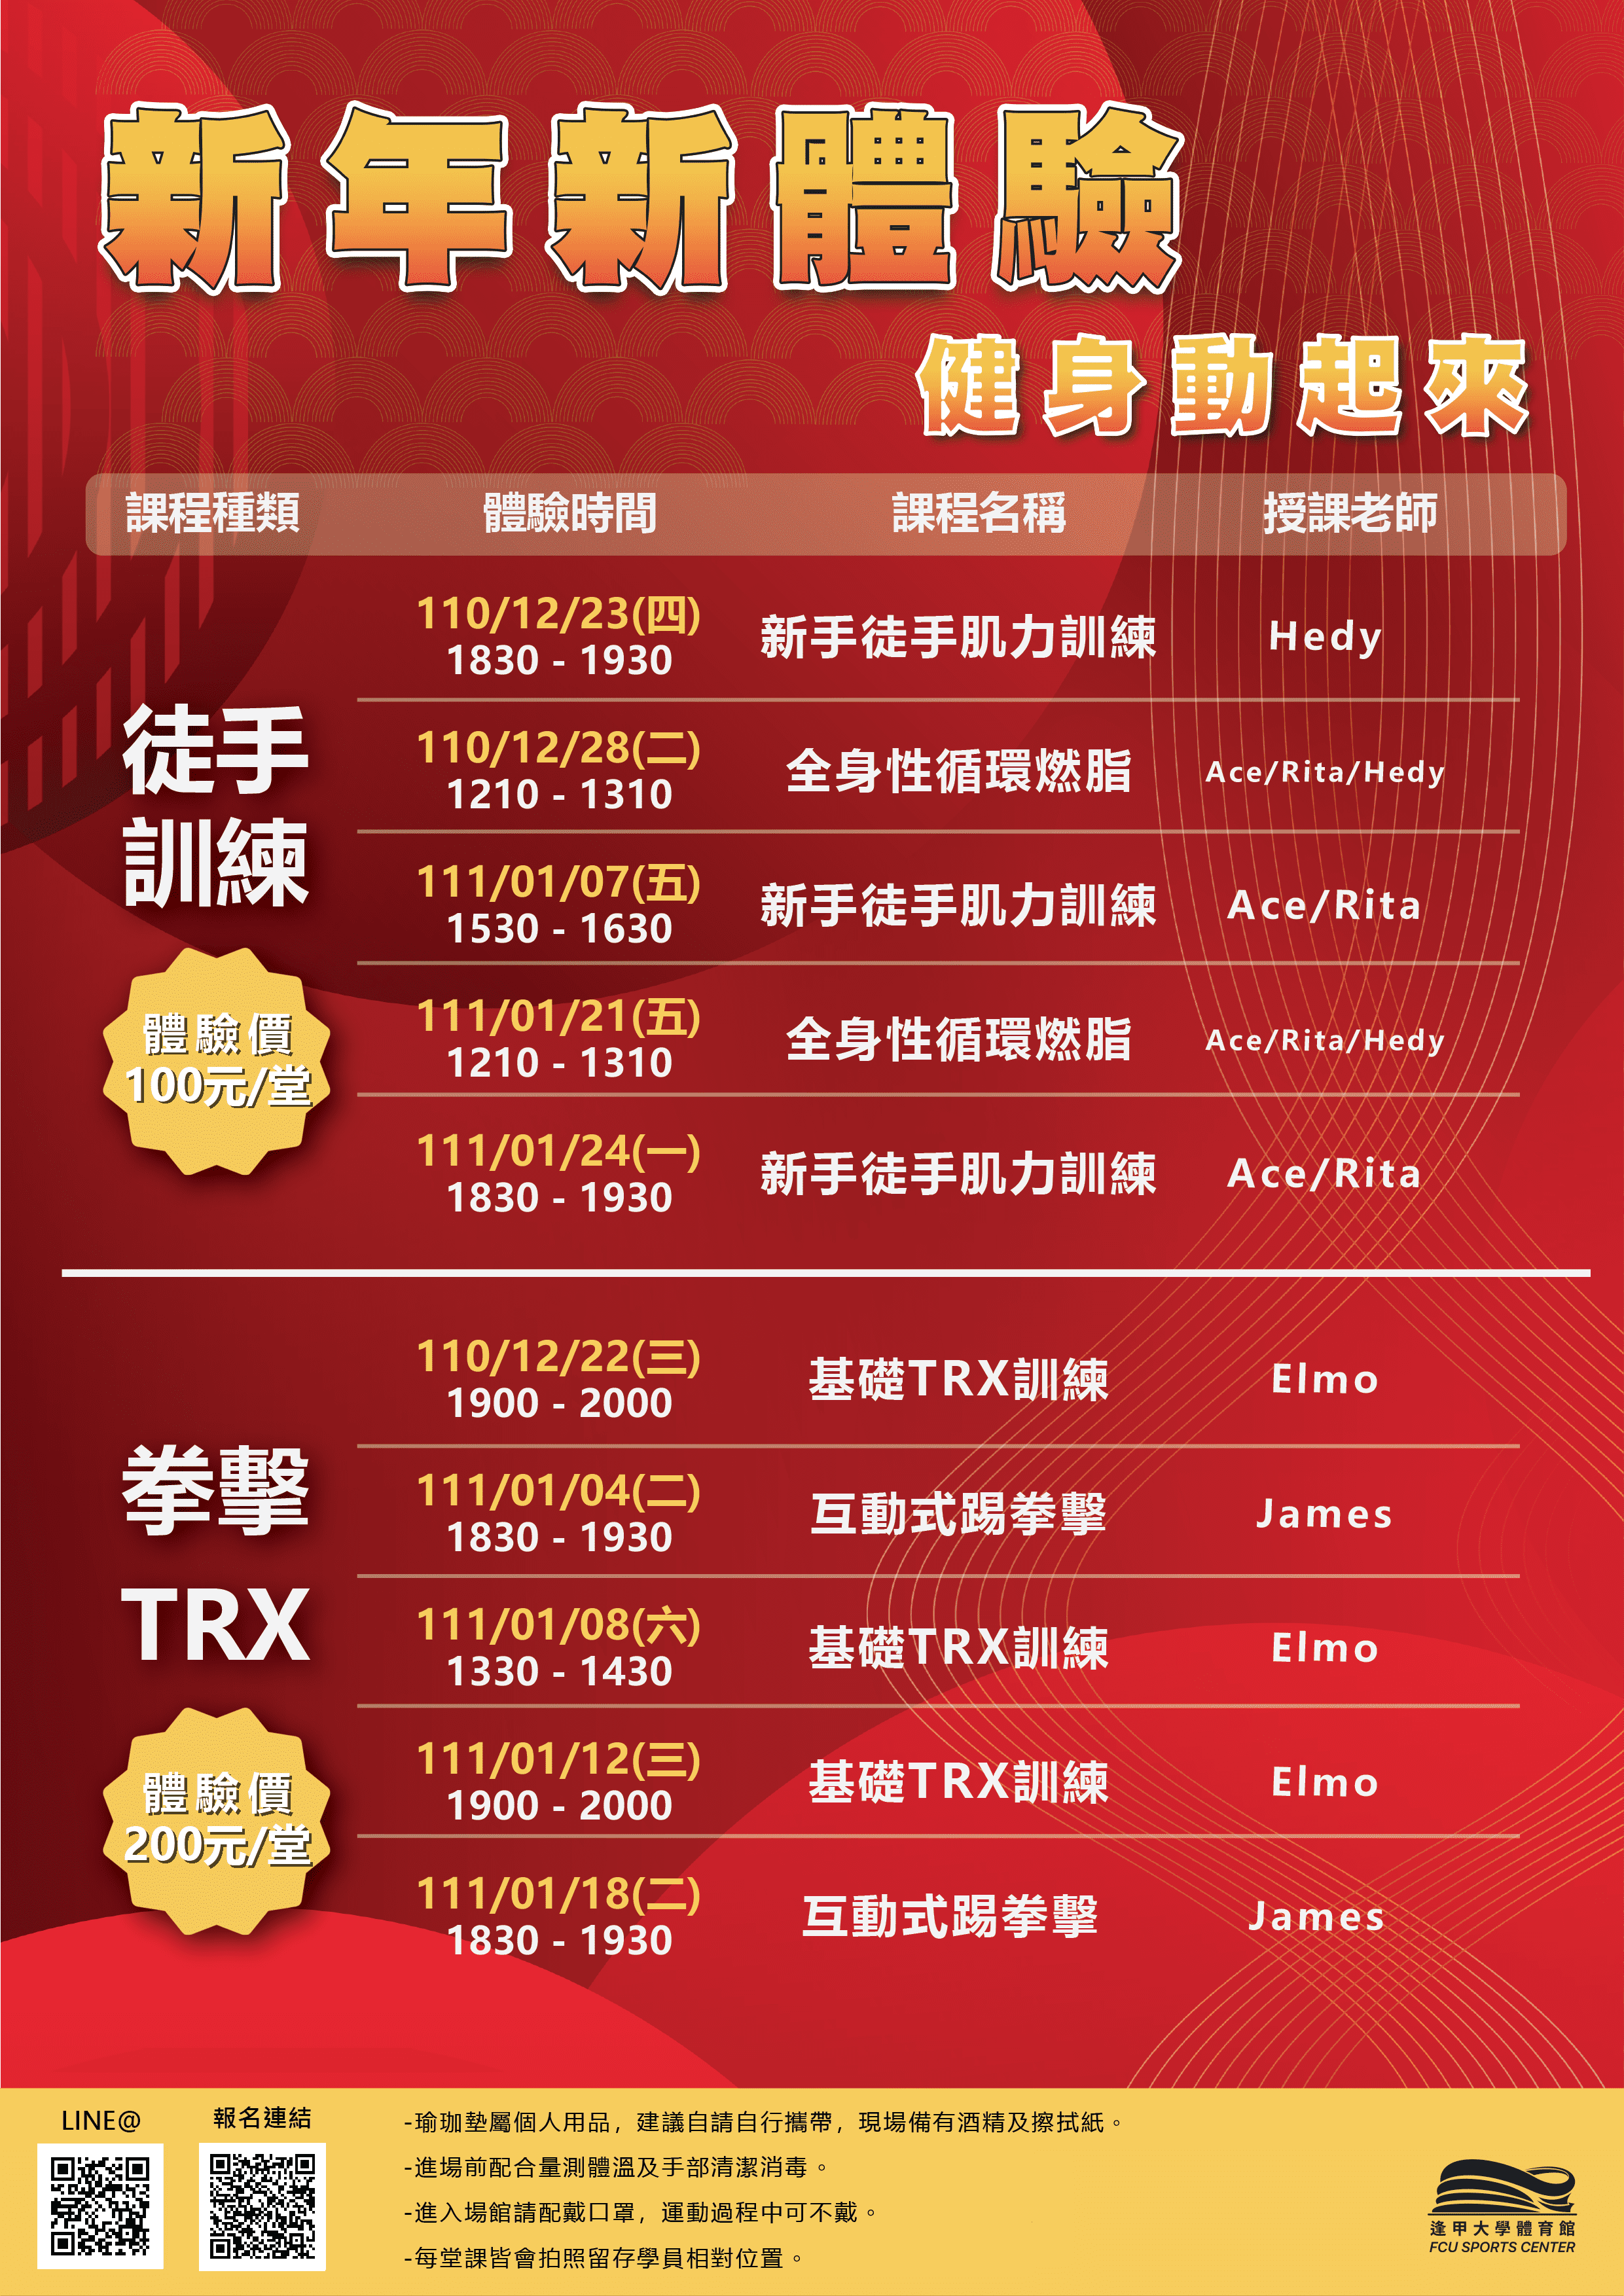 新年新體驗
健身動起來
課程種類 體驗時間 課程名稱 授課老師
徒手
訓練
體驗價
100元/堂
110/12/23(四)
1830 - 1930
新手徒手肌力訓練 Hedy
110/12/28(二)
1210 - 1310
全身性循環燃脂 Ace/Rita/Hedy
111/01/07(五)
1530 - 1630
新手徒手肌力訓練 Ace/Rita
111/01/21(五)
1210 - 1310
全身性循環燃脂 Ace/Rita/Hedy
111/01/24(一)
1830 - 1930
新手徒手肌力訓練 Ace/Rita
拳擊
TRX
體驗價
200元/堂
110/12/22(三)
1900 - 2000
基礎TRX訓練 Elmo
111/01/04(二)
1830 - 1930
互動式踢拳擊 James
111/01/08(六)
1330 - 1430
基礎TRX訓練 Elmo
111/01/12(三)
1900 - 2000
基礎TRX訓練 Elmo
111/01/18(二)
1830 - 1930
互動式踢拳擊 James
LINE@ 報名連結
-瑜珈墊屬個人用品，建議自請自行攜帶，現場備有酒精及擦拭紙。
-進場前配合量測體溫及手部清潔消毒。
-進入場館請配戴口罩，運動過程中可不戴。
-每堂課皆會拍照留存學員相對位置。
逢甲大學體育館
FCU SPORTS CENTER